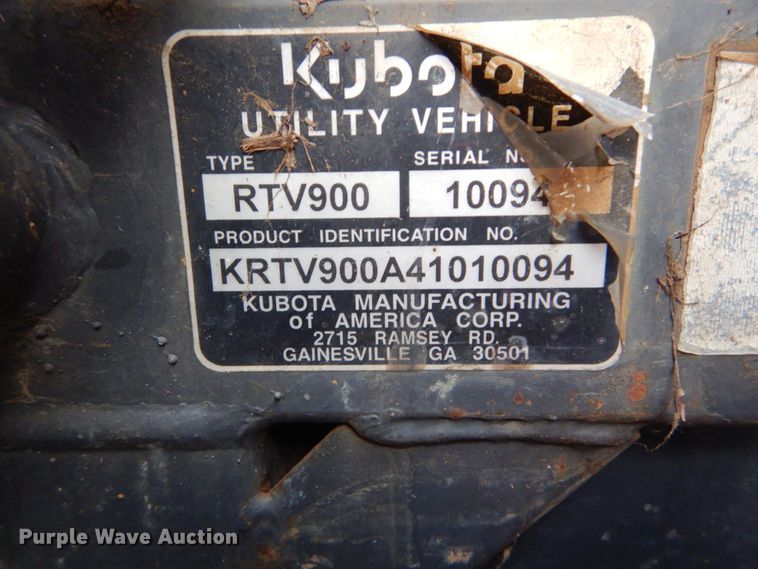 Kubota
UTILITY VEHICLE
TYPE SERIAL NO.
RTV900 10094
PRODUCT IDENTIFICATION NO.
KRTV900A41010094
KUBOTA MANUFACTURING
of AMERICA CORP.
2715 RAMSEY RD.
GAINESVILLE GA 30501
Purple Wave Auction